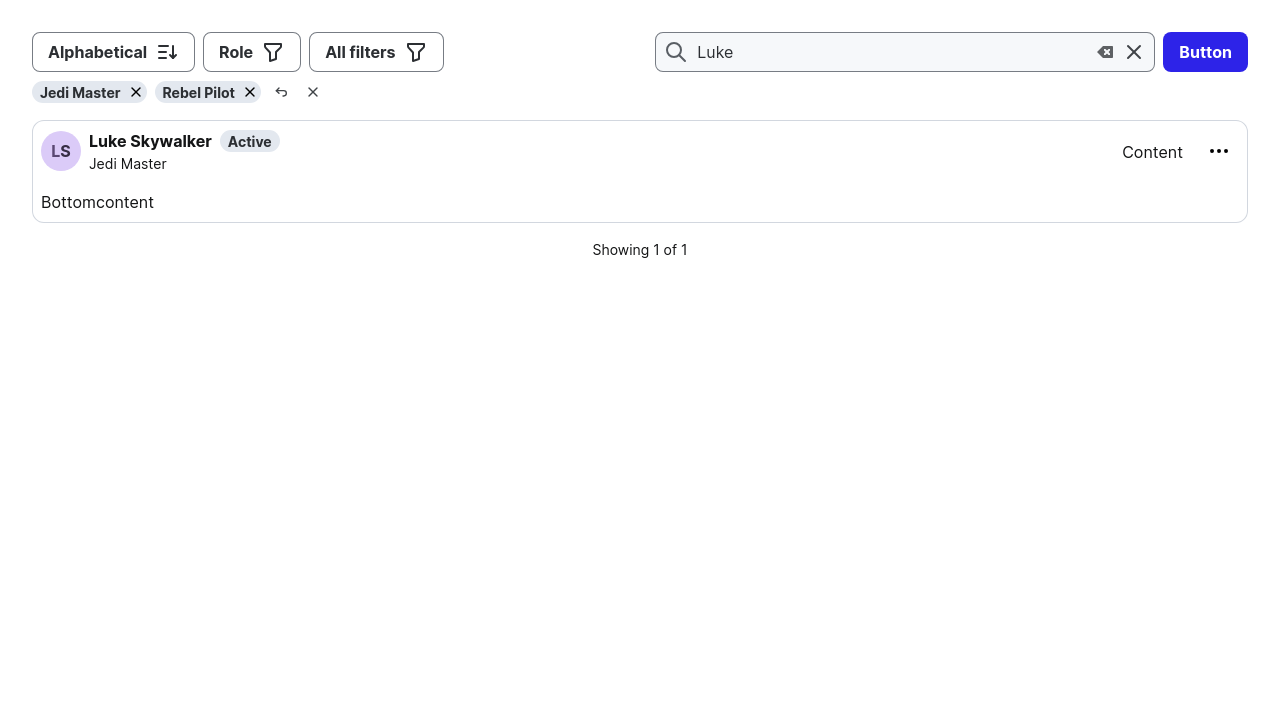 Alphabetical Role All filters Luke Button
Jedi Master Rebel Pilot
LS Luke Skywalker Active
Jedi Master
Content
Bottomcontent
Showing 1 of 1